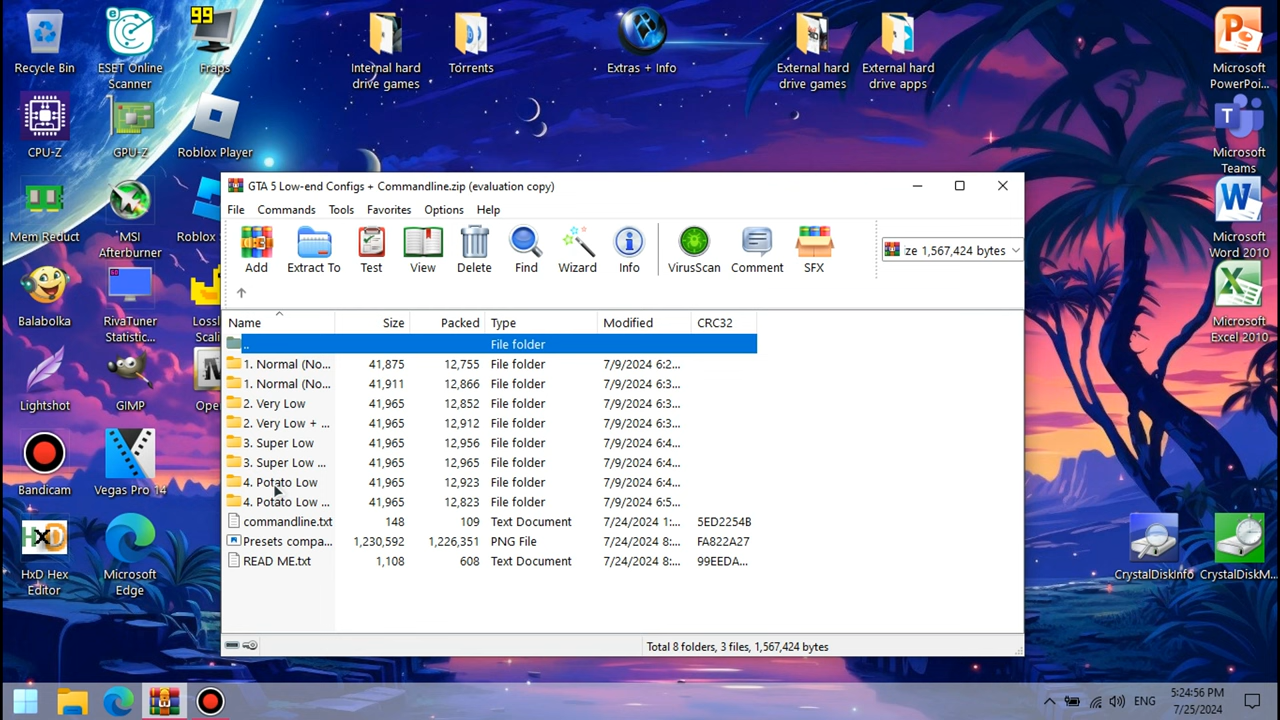 99
Recycle Bin
ESET Online
Scanner
Fraps
Internal hard
drive games
Torrents
Extras + Info
External hard
drive games
External hard
drive apps
Microsoft
PowerPoi...
CPU-Z
GPU-Z
Roblox Player
Microsoft
Teams
Mem Reduct
MSI
Afterburner
Roblox
Microsoft
Word 2010
Balabolka
RivaTuner
Statistic...
Lossl
Scali
Microsoft
Excel 2010
Lightshot
GIMP
Ope
Bandicam
Vegas Pro 14
HxD
HxD Hex
Editor
Microsoft
Edge
CrystalDiskInfo
CrystalDiskM...
GTA 5 Low-end Configs + Commandline.zip (evaluation copy)
File Commands Tools Favorites Options Help
Add Extract To Test View Delete Find Wizard Info VirusScan Comment SFX
ze 1,567,424 bytes
Name Size Packed Type Modified CRC32
.. File folder
1. Normal (No... 41,875 12,755 File folder 7/9/2024 6:2...
1. Normal (No... 41,911 12,866 File folder 7/9/2024 6:3...
2. Very Low 41,965 12,852 File folder 7/9/2024 6:3...
2. Very Low + ... 41,965 12,912 File folder 7/9/2024 6:3...
3. Super Low 41,965 12,956 File folder 7/9/2024 6:4...
3. Super Low ... 41,965 12,965 File folder 7/9/2024 6:4...
4. Potato Low 41,965 12,923 File folder 7/9/2024 6:4...
4. Potato Low ... 41,965 12,823 File folder 7/9/2024 6:5...
commandline.txt 148 109 Text Document 7/24/2024 1:... 5ED2254B
Presets compa... 1,230,592 1,226,351 PNG File 7/24/2024 8:... FA822A27
READ ME.txt 1,108 608 Text Document 7/24/2024 8:... 99EEDA...
Total 8 folders, 3 files, 1,567,424 bytes
ENG
5:24:56 PM
7/25/2024